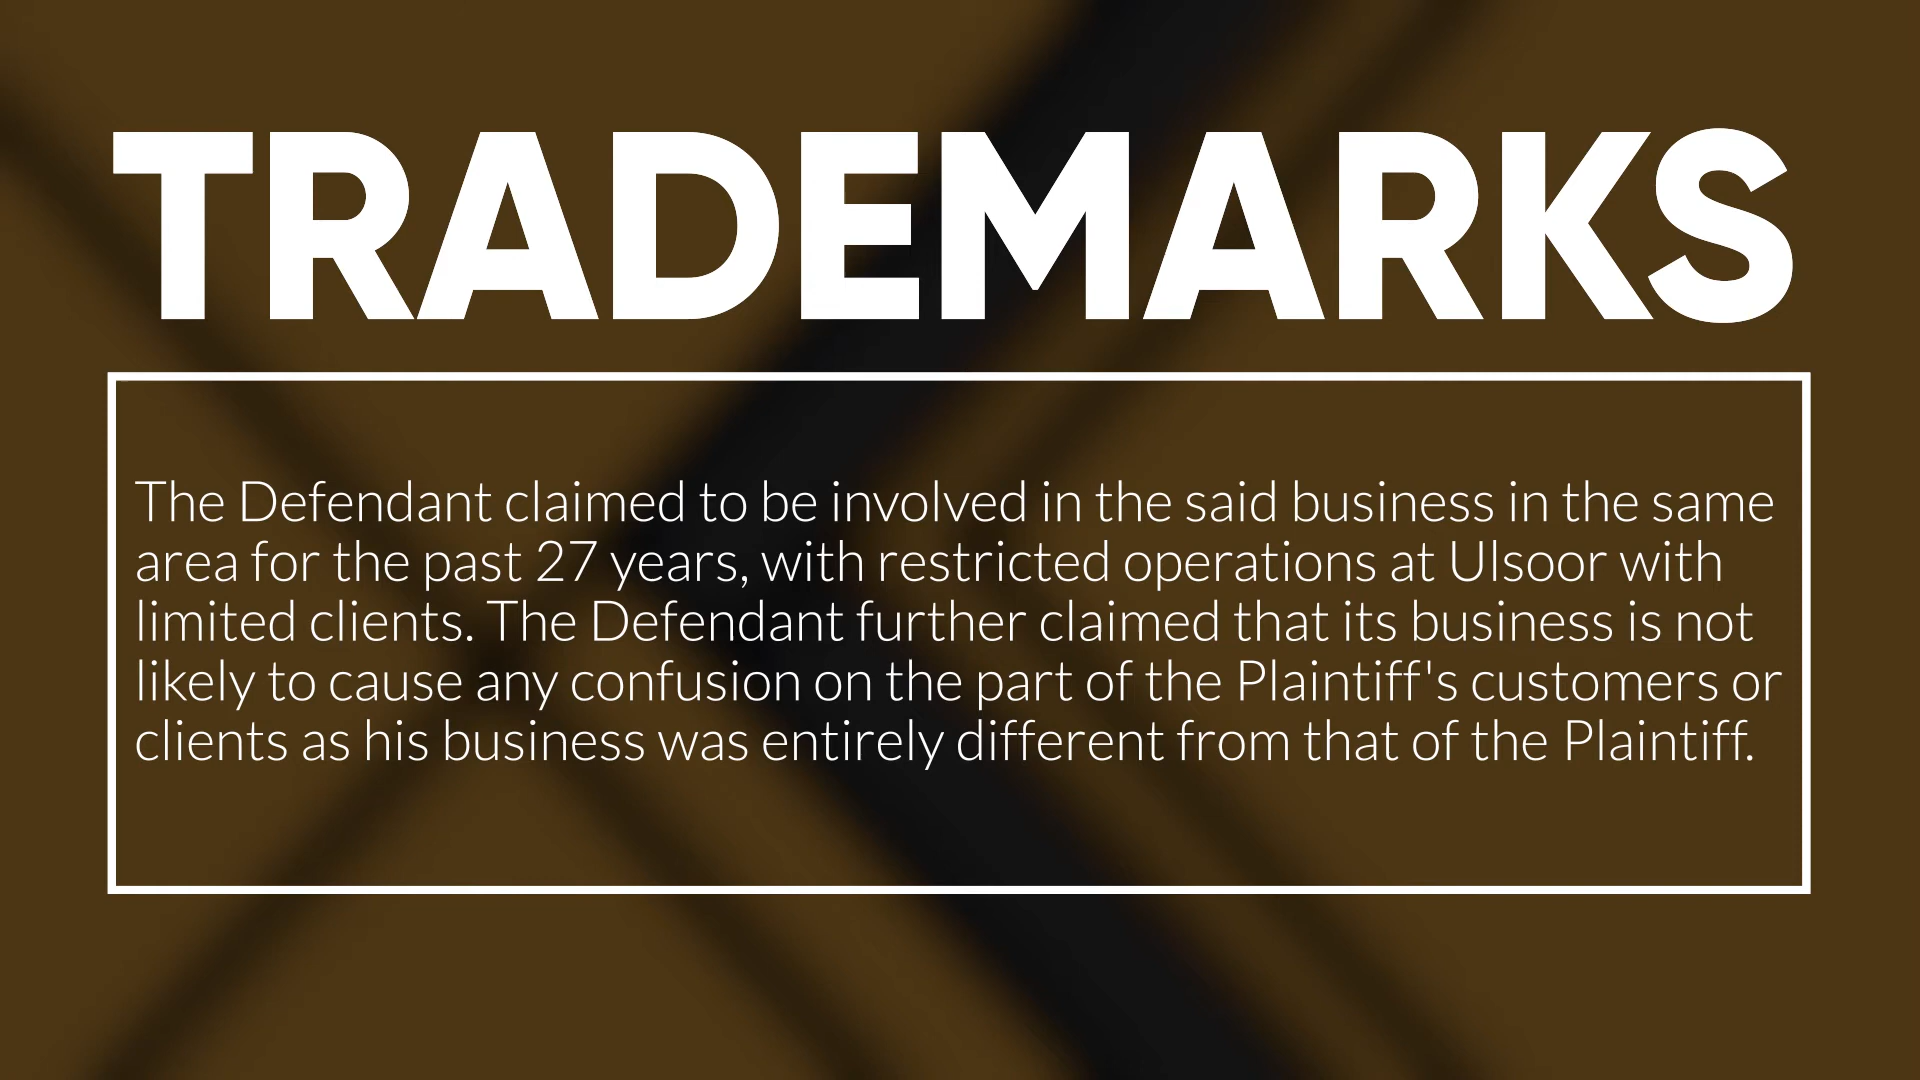 TRADEMARKS
The Defendant claimed to be involved in the said business in the same
area for the past 27 years, with restricted operations at Ulsoor with
limited clients. The Defendant further claimed that its business is not
likely to cause any confusion on the part of the Plaintiff's customers or
clients as his business was entirely different from that of the Plaintiff.